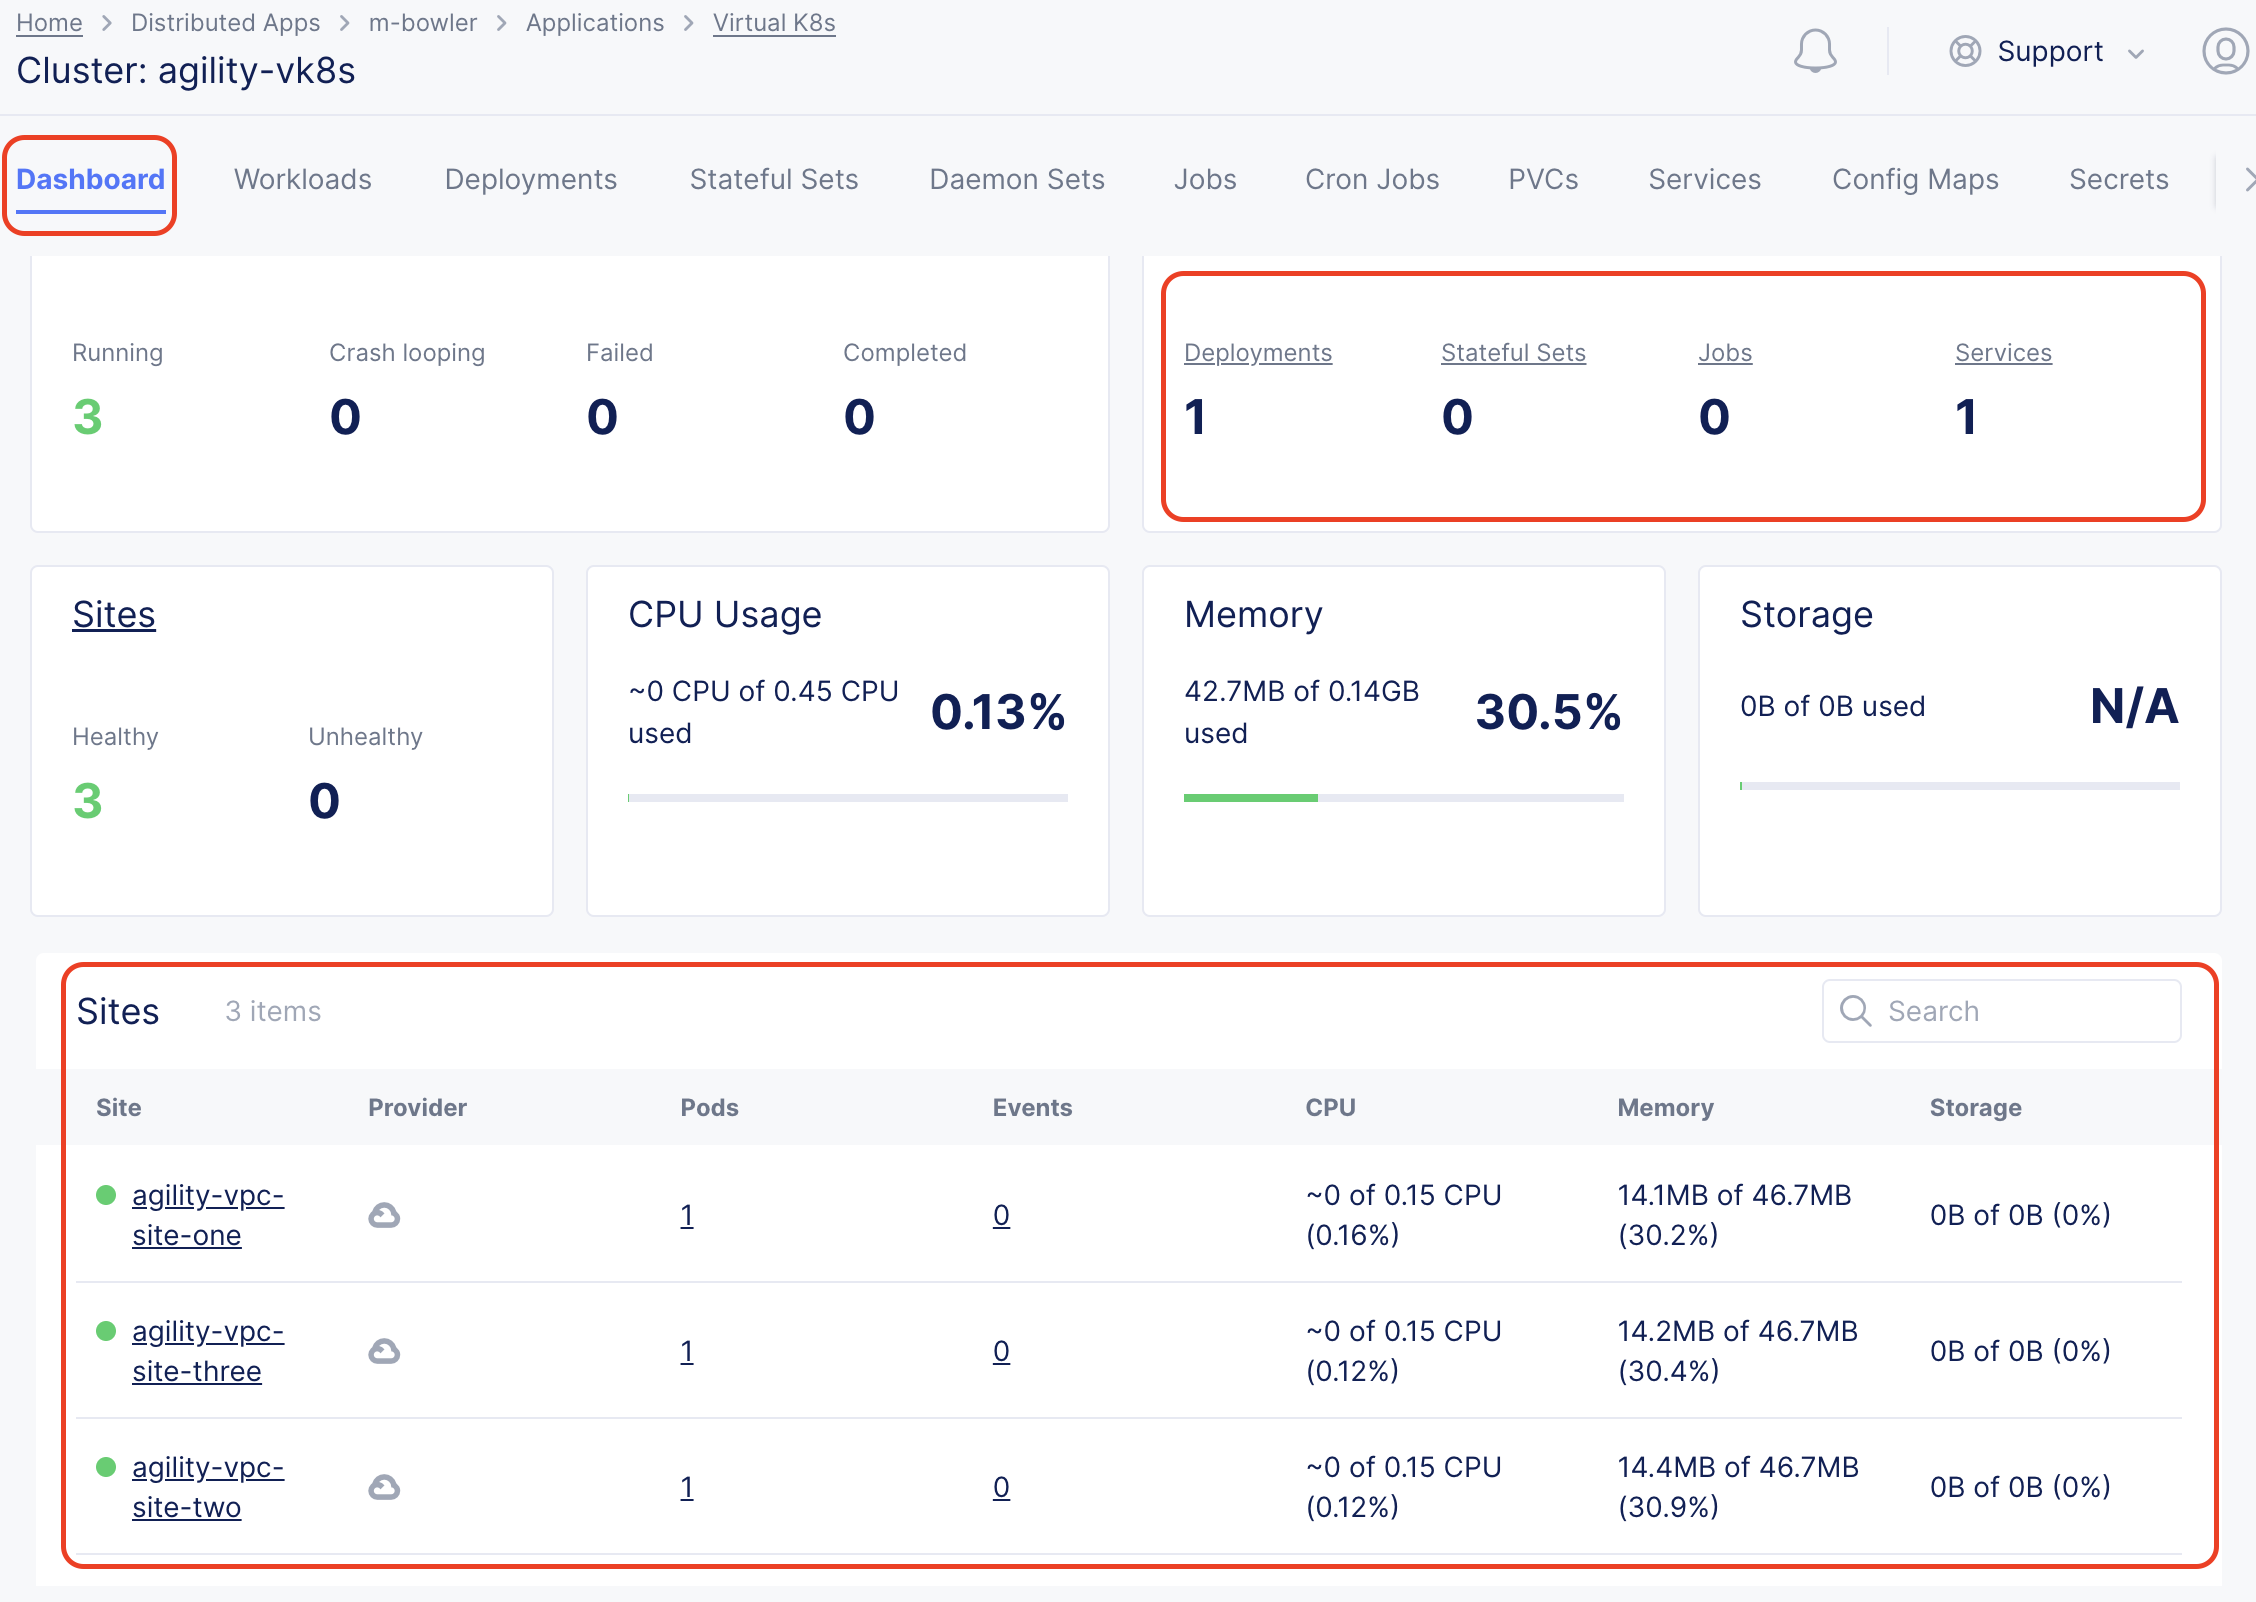 Home > Distributed Apps > m-bowler > Applications > Virtual K8s
Cluster: agility-vk8s
Support
Dashboard Workloads Deployments Stateful Sets Daemon Sets Jobs Cron Jobs PVCs Services Config Maps Secrets
Running Crash looping Failed Completed
3 0 0 0
Deployments Stateful Sets Jobs Services
1 0 0 1
Sites
Healthy Unhealthy
3 0
CPU Usage
~0 CPU of 0.45 CPU
used
0.13%
Memory
42.7MB of 0.14GB
used
30.5%
Storage
0B of 0B used
N/A
Sites 3 items
Search
Site Provider Pods Events CPU Memory Storage
agility-vpc-
site-one
1
0
~0 of 0.15 CPU
(0.16%)
14.1MB of 46.7MB
(30.2%)
0B of 0B (0%)
agility-vpc-
site-three
1
0
~0 of 0.15 CPU
(0.12%)
14.2MB of 46.7MB
(30.4%)
0B of 0B (0%)
agility-vpc-
site-two
1
0
~0 of 0.15 CPU
(0.12%)
14.4MB of 46.7MB
(30.9%)
0B of 0B (0%)